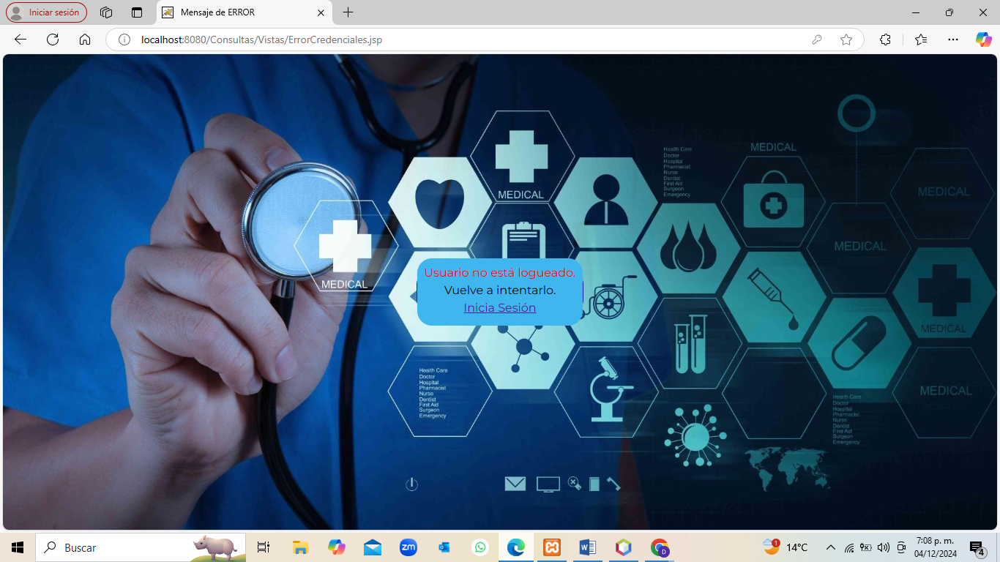 Iniciar sesión
Mensaje de ERROR
localhost:8080/Consultas/Vistas/ErrorCredenciales.jsp
MEDICAL
MEDICAL
Health Care
Doctor
Hospital
Pharmacist
Nurse
Dentist
First Aid
Surgeon
Emergency
MEDICAL
MEDICAL
MEDICAL
MEDICAL
Usuario no está logueado.
Vuelve a intentarlo.
Inicia Sesión
MEDICAL
Health Care
Doctor
Hospital
Pharmacist
Nurse
Dentist
First Aid
Surgeon
Emergency
MEDICAL
Health Care
Doctor
Hospital
Pharmacist
Nurse
Dentist
First Aid
Surgeon
Emergency
Buscar
zm
W
D
1
14°C
7:08 p. m.
04/12/2024
4